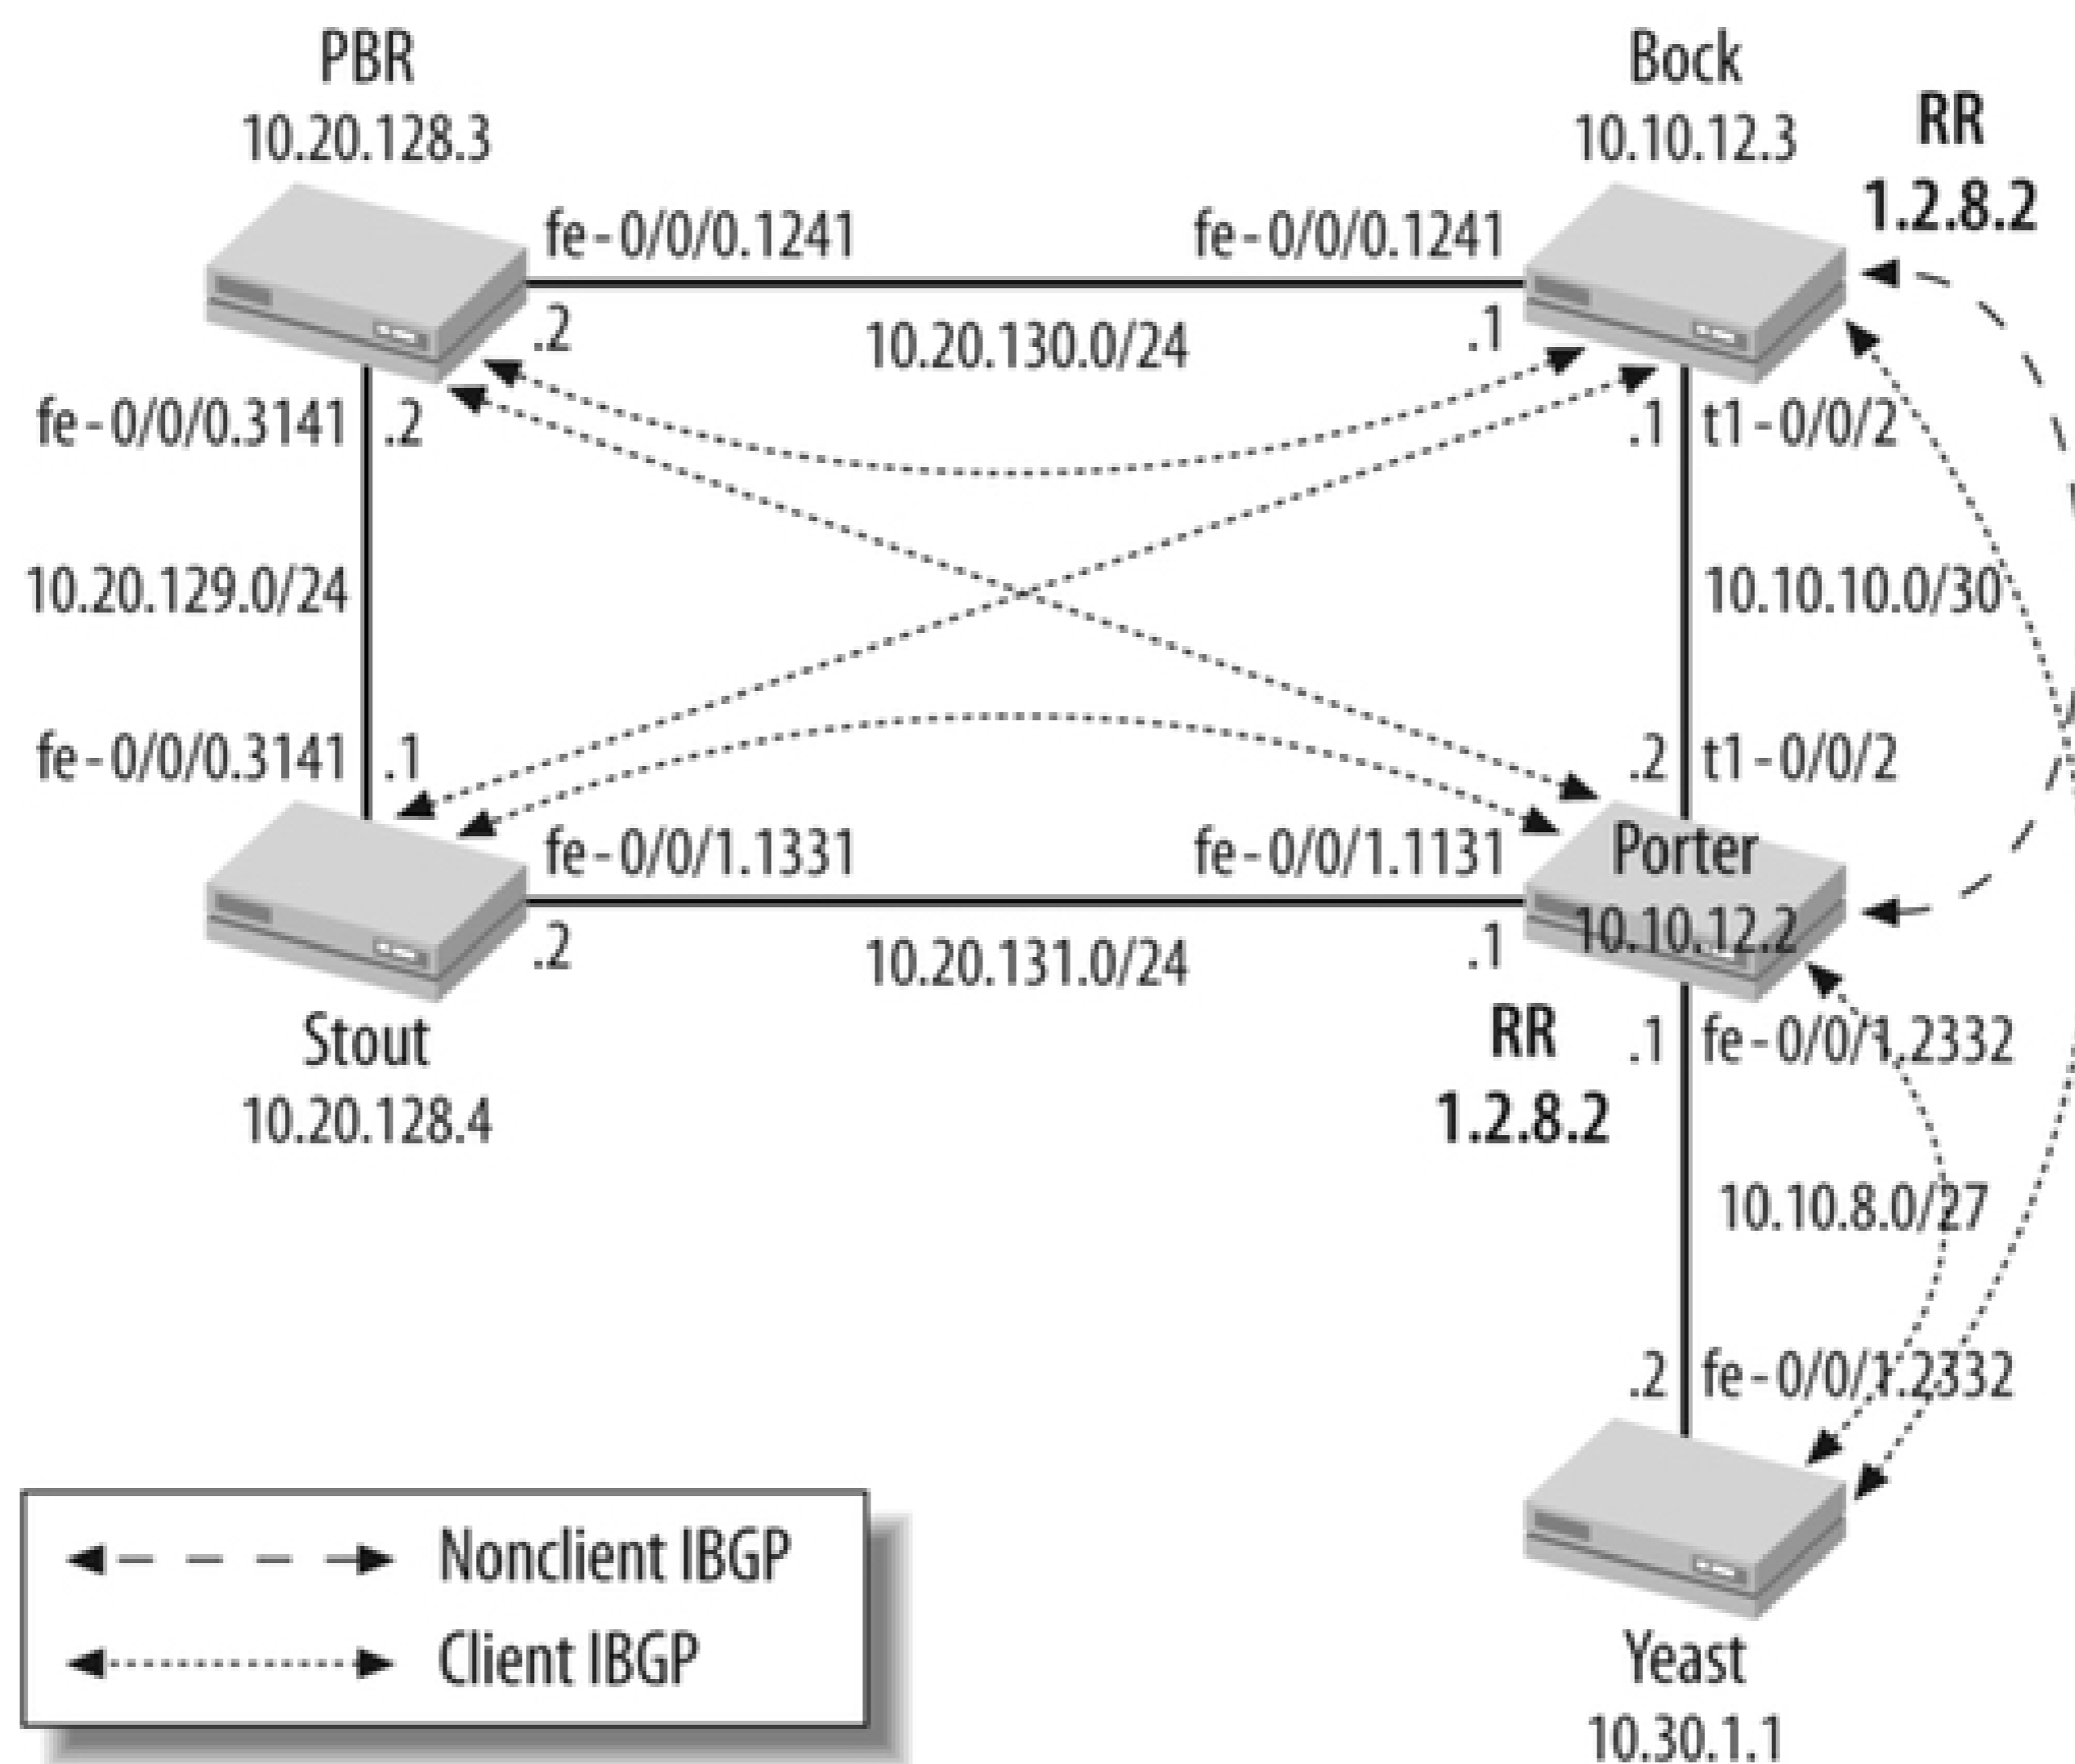 PBR
10.20.128.3
Bock
10.10.12.3
RR
1.2.8.2
fe-0/0/0.1241
fe-0/0/0.1241
.2
10.20.130.0/24
.1
fe-0/0/0.3141
.2
.1
t1-0/0/2
10.20.129.0/24
10.10.10.0/30
fe-0/0/0.3141
.1
.2
t1-0/0/2
fe-0/0/1.1331
fe-0/0/1.1131
Porter
10.10.12.2
.2
10.20.131.0/24
.1
Stout
10.20.128.4
RR
1.2.8.2
.1
fe-0/0/1.2332
10.10.8.0/27
.2
fe-0/0/1.2332
Nonclient IBGP
Client IBGP
Yeast
10.30.1.1